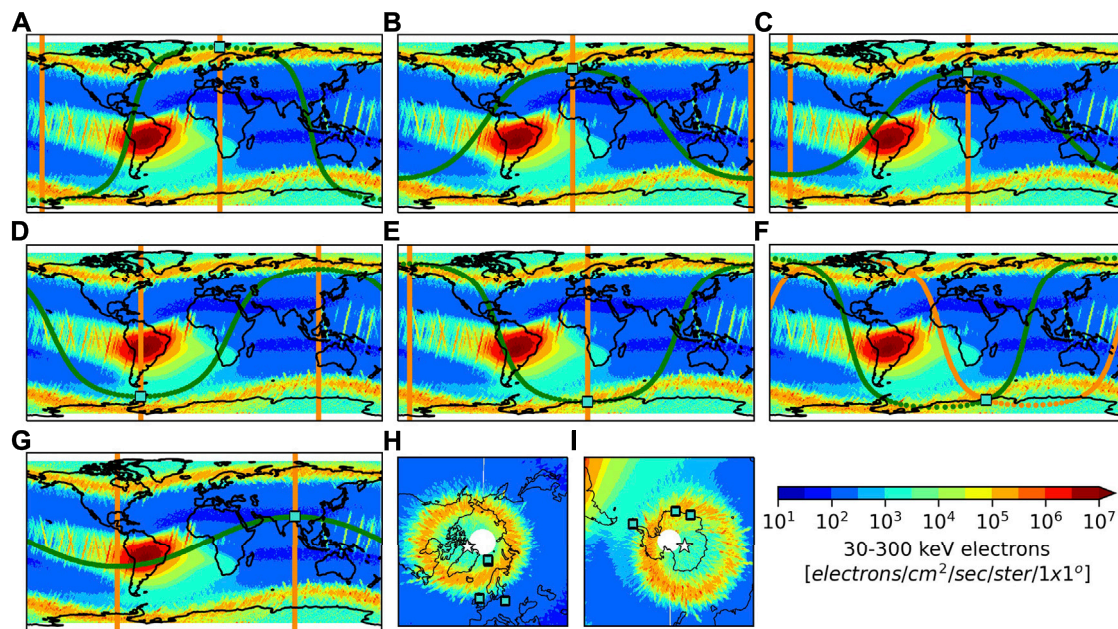 A
B
C
D
E
F
G
H
I
10¹ 10² 10³ 10⁴ 10⁵ 10⁶ 10⁷
30-300 keV electrons
[electrons/cm²/sec/ster/1x1°]